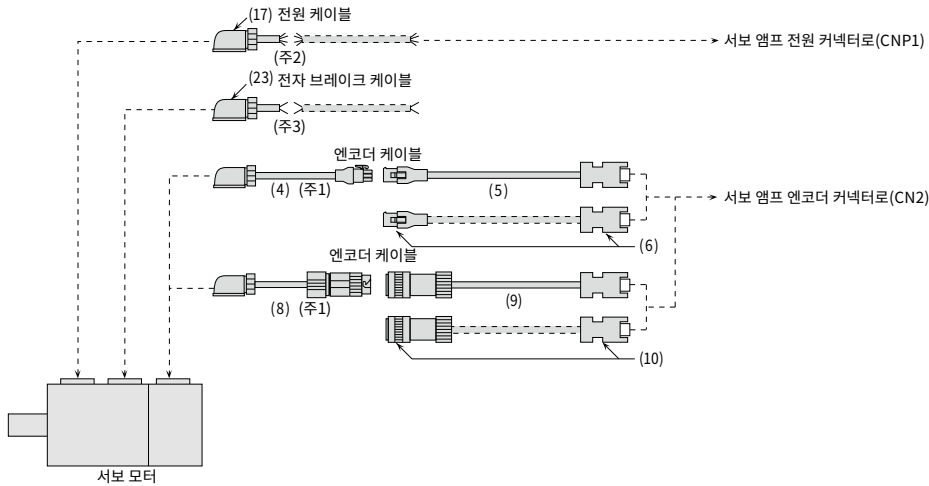 (17) 전원 케이블
서보 앰프 전원 커넥터로(CNP1)
(주2)
(23) 전자 브레이크 케이블
(주3)
엔코더 케이블
(4) (주1)
(5)
서보 앰프 엔코더 커넥터로(CN2)
(6)
엔코더 케이블
(8) (주1)
(9)
(10)
서보 모터